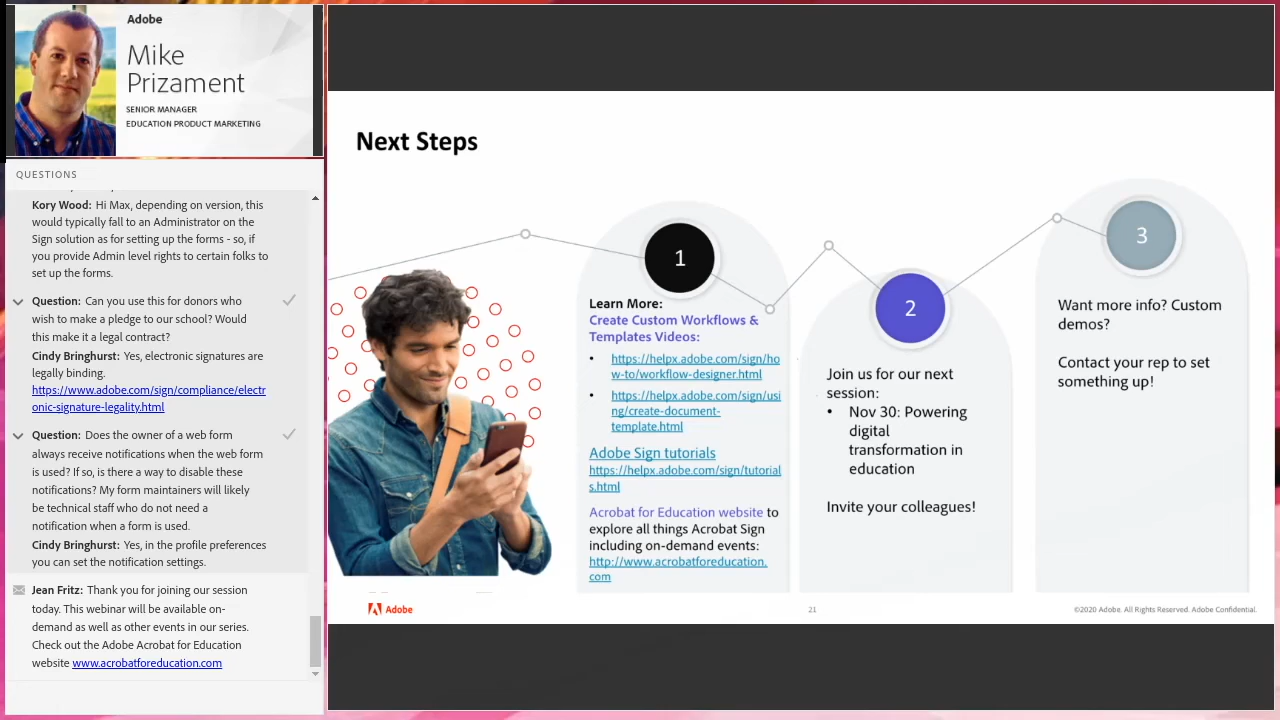 Adobe
Mike
Prizament
SENIOR MANAGER
EDUCATION PRODUCT MARKETING
QUESTIONS
Kory Wood: Hi Max, depending on version, this
would typically fall to an Administrator on the
Sign solution as for setting up the forms - so, if
you provide Admin level rights to certain folks to
set up the forms.
Question: Can you use this for donors who
wish to make a pledge to our school? Would
this make it a legal contract?
Cindy Bringhurst: Yes, electronic signatures are
legally binding.
https://www.adobe.com/sign/compliance/electr
onic-signature-legality.html
Question: Does the owner of a web form
always receive notifications when the web form
is used? If so, is there a way to disable these
notifications? My form maintainers will likely
be technical staff who do not need a
notification when a form is used.
Cindy Bringhurst: Yes, in the profile preferences
you can set the notification settings.
Jean Fritz: Thank you for joining our session
today. This webinar will be available on-
demand as well as other events in our series.
Check out the Adobe Acrobat for Education
website www.acrobatforeducation.com
Next Steps
1
Learn More:
Create Custom Workflows &
Templates Videos:
• https://helpx.adobe.com/sign/ho
w-to/workflow-designer.html
• https://helpx.adobe.com/sign/usi
ng/create-document-
template.html
Adobe Sign tutorials
https://helpx.adobe.com/sign/tutorial
s.html
Acrobat for Education website to
explore all things Acrobat Sign
including on-demand events:
http://www.acrobatforeducation.
com
2
Join us for our next
session:
• Nov 30: Powering
digital
transformation in
education
Invite your colleagues!
3
Want more info? Custom
demos?
Contact your rep to set
something up!
Adobe
21
©2020 Adobe. All Rights Reserved. Adobe Confidential.